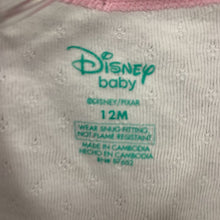 Disney
baby
©DISNEY/PIXAR
12M
WEAR SNUG-FITTING
NOT FLAME RESISTANT
MADE IN CAMBODIA
HECHO EN CAMBODIA